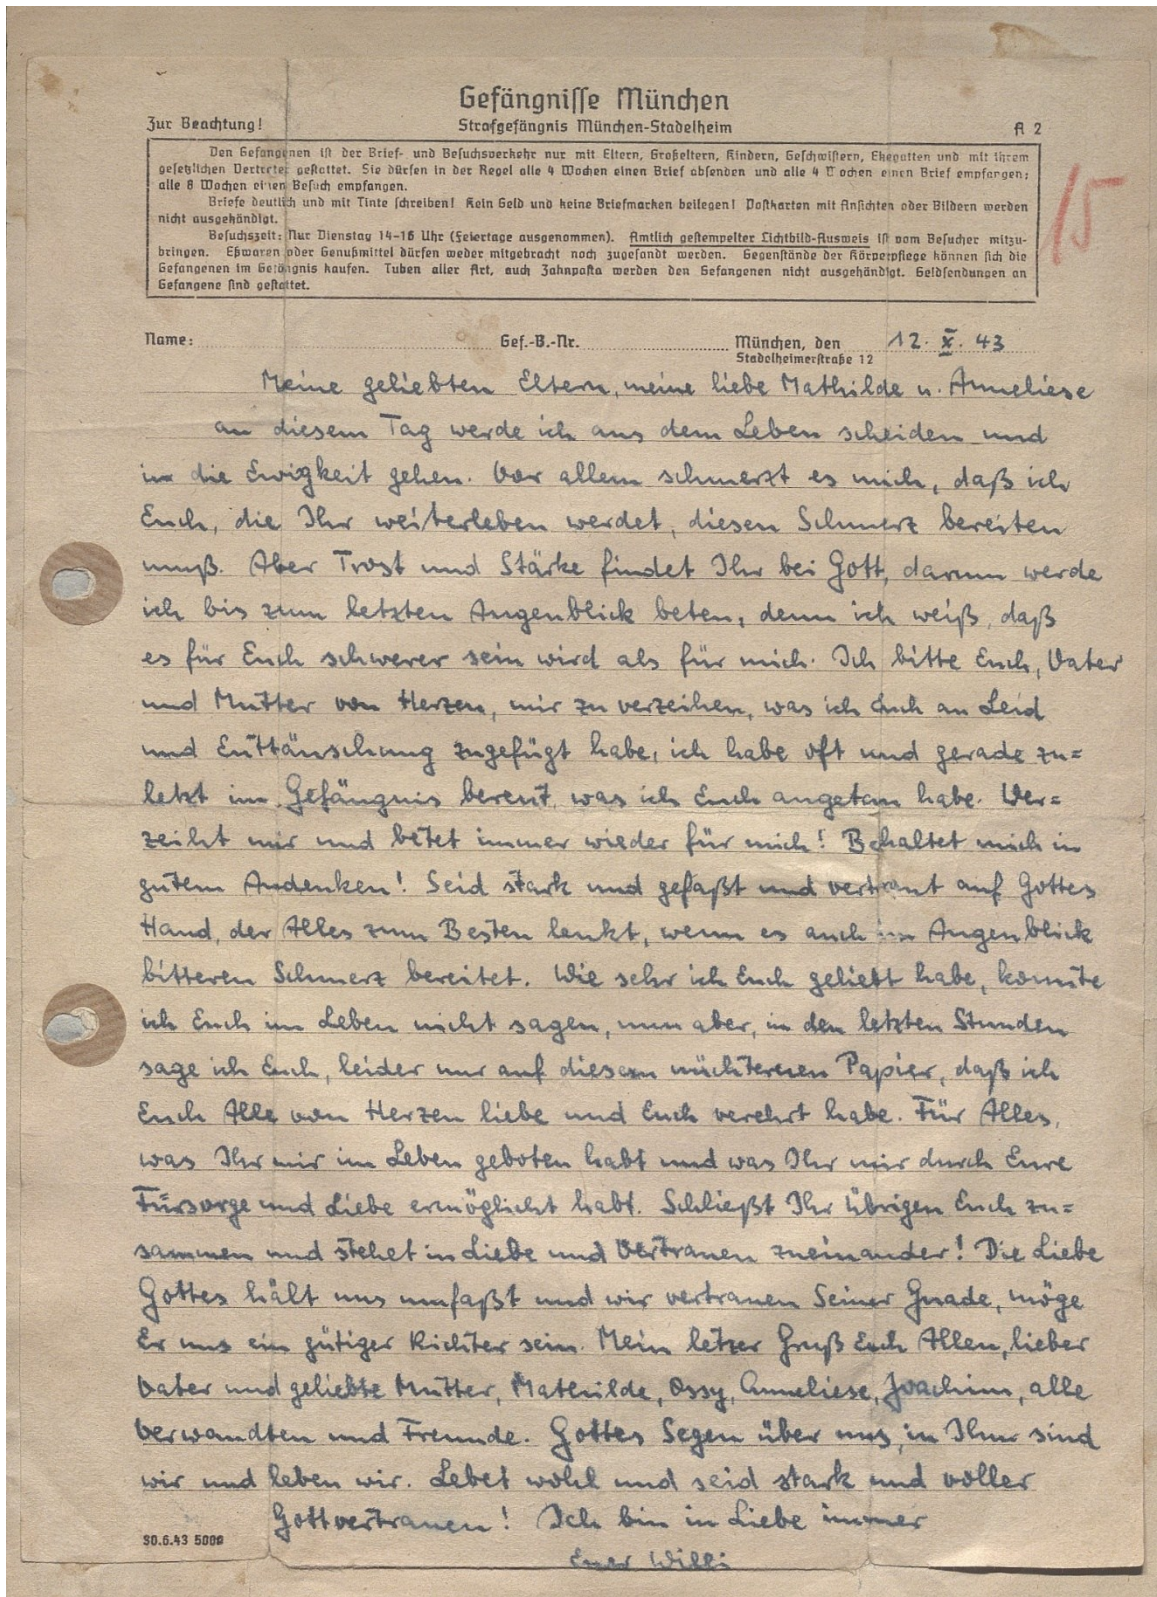 Gefängnisse München
Zur Beachtung!
Strafgefängnis München-Stadelheim
A 2
Den Gefangenen ist der Brief- und Besuchsverkehr nur mit Eltern, Großeltern, Kindern, Geschwistern, Ehegatten und mit ihrem
gesetzlichen Vertreter gestattet. Sie dürfen in der Regel alle 4 Wochen einen Brief absenden und alle 4 Wochen einen Brief empfangen;
alle 8 Wochen einen Besuch empfangen.
Briefe deutlich und mit Tinte schreiben! Kein Geld und keine Briefmarken beilegen! Postkarten mit Ansichten oder Bildern werden
nicht ausgehändigt.
Besuchszeit: Nur Dienstag 14-16 Uhr (Feiertage ausgenommen). Amtlich gestempelter Lichtbild-Ausweis ist vom Besucher mitzu-
bringen. Eßwaren oder Genußmittel dürfen weder mitgebracht noch zugesandt werden. Gegenstände der Körperpflege können sich die
Gefangenen im Gefängnis kaufen. Tuben aller Art, auch Zahnpasta werden den Gefangenen nicht ausgehändigt. Geldsendungen an
Gefangene sind gestattet.
15
Name: Gef.-B.-Nr. München, den 12. X. 43
Stadelheimerstraße 12
Meine geliebten Eltern, meine liebe Mathilde u. Anneliese
an diesem Tag werde ich aus dem Leben scheiden und
in die Ewigkeit gehen. Vor allem schmerzt es mich, daß ich
Euch, die Ihr weiterleben werdet, diesen Schmerz bereiten
muß. Aber Trost und Stärke findet Ihr bei Gott, darum werde
ich bis zum letzten Augenblick beten, denn ich weiß, daß
es für Euch schwerer sein wird als für mich. Ich bitte Euch, Vater
und Mutter von Herzen, mir zu verzeihen, was ich Euch an Leid
und Enttäuschung zugefügt habe, ich habe oft und gerade zu=
letzt im Gefängnis bereut, was ich Euch angetan habe. Ver=
zeiht mir und betet immer wieder für mich! Behaltet mich in
gutem Andenken! Seid stark und gefaßt und vertraut auf Gottes
Hand, der Alles zum Besten lenkt, wenn es auch im Augenblick
bitteren Schmerz bereitet. Wie sehr ich Euch geliebt habe, konnte
ich Euch im Leben nicht sagen, nun aber, in den letzten Stunden
sage ich Euch, leider nur auf diesem nüchternen Papier, daß ich
Euch Alle von Herzen liebe und Euch verehrt habe. Für Alles,
was Ihr mir im Leben geboten habt und was Ihr mir durch Eure
Fürsorge und Liebe ermöglicht habt. Schließt Ihr Übrigen Euch zu=
sammen und stehet in Liebe und Vertrauen zueinander! Die Liebe
Gottes hält uns umfaßt und wir vertrauen Seiner Gnade, möge
Er uns ein gütiger Richter sein. Mein letzer Gruß Euch Allen, lieber
Vater und geliebte Mutter, Mathilde, Ossy, Anneliese, Joachim, alle
Verwandten und Freunde. Gottes Segen über uns, in Ihm sind
wir und leben wir. Lebet wohl und seid stark und voller
Gottvertrauen! Ich bin in Liebe immer
Euer Willi
30.6.43 5000